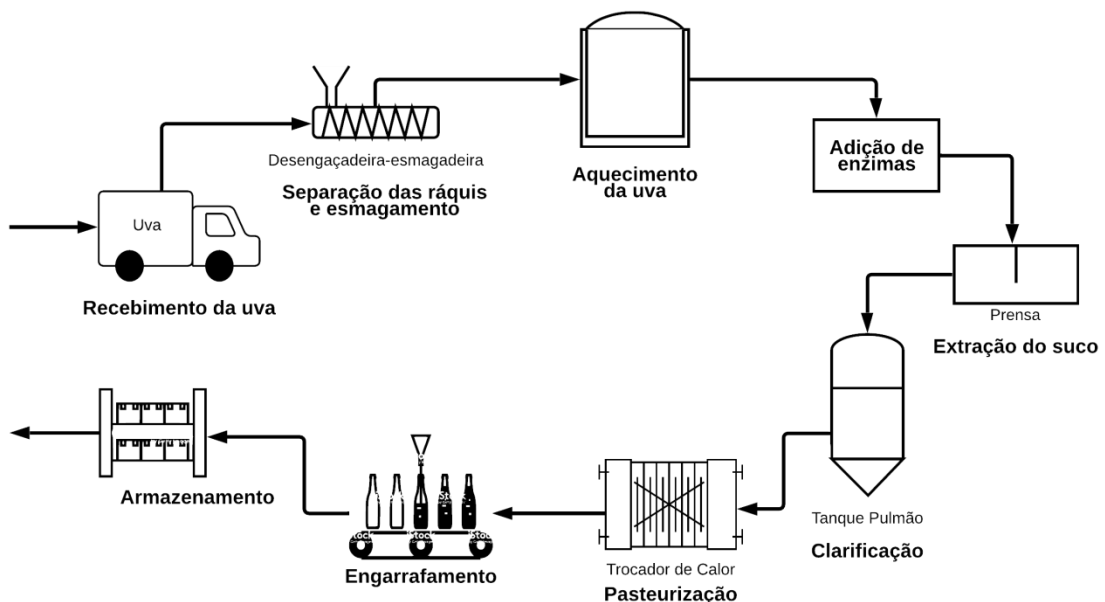 Uva
Recebimento da uva
Desengaçadeira-esmagadeira
Separação das ráquis
e esmagamento
Aquecimento
da uva
Adição de
enzimas
Prensa
Extração do suco
Tanque Pulmão
Clarificação
Trocador de Calor
Pasteurização
Engarrafamento
Armazenamento